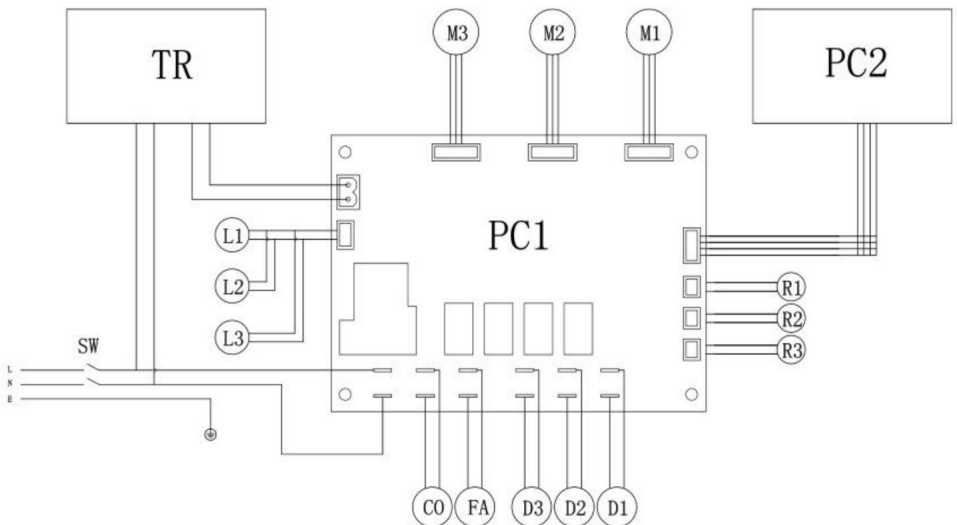 M3 M2 M1
TR PC2
PC1
L1
L2
R1
R2
L3
SW
R3
L
N
E
CO FA D3 D2 D1